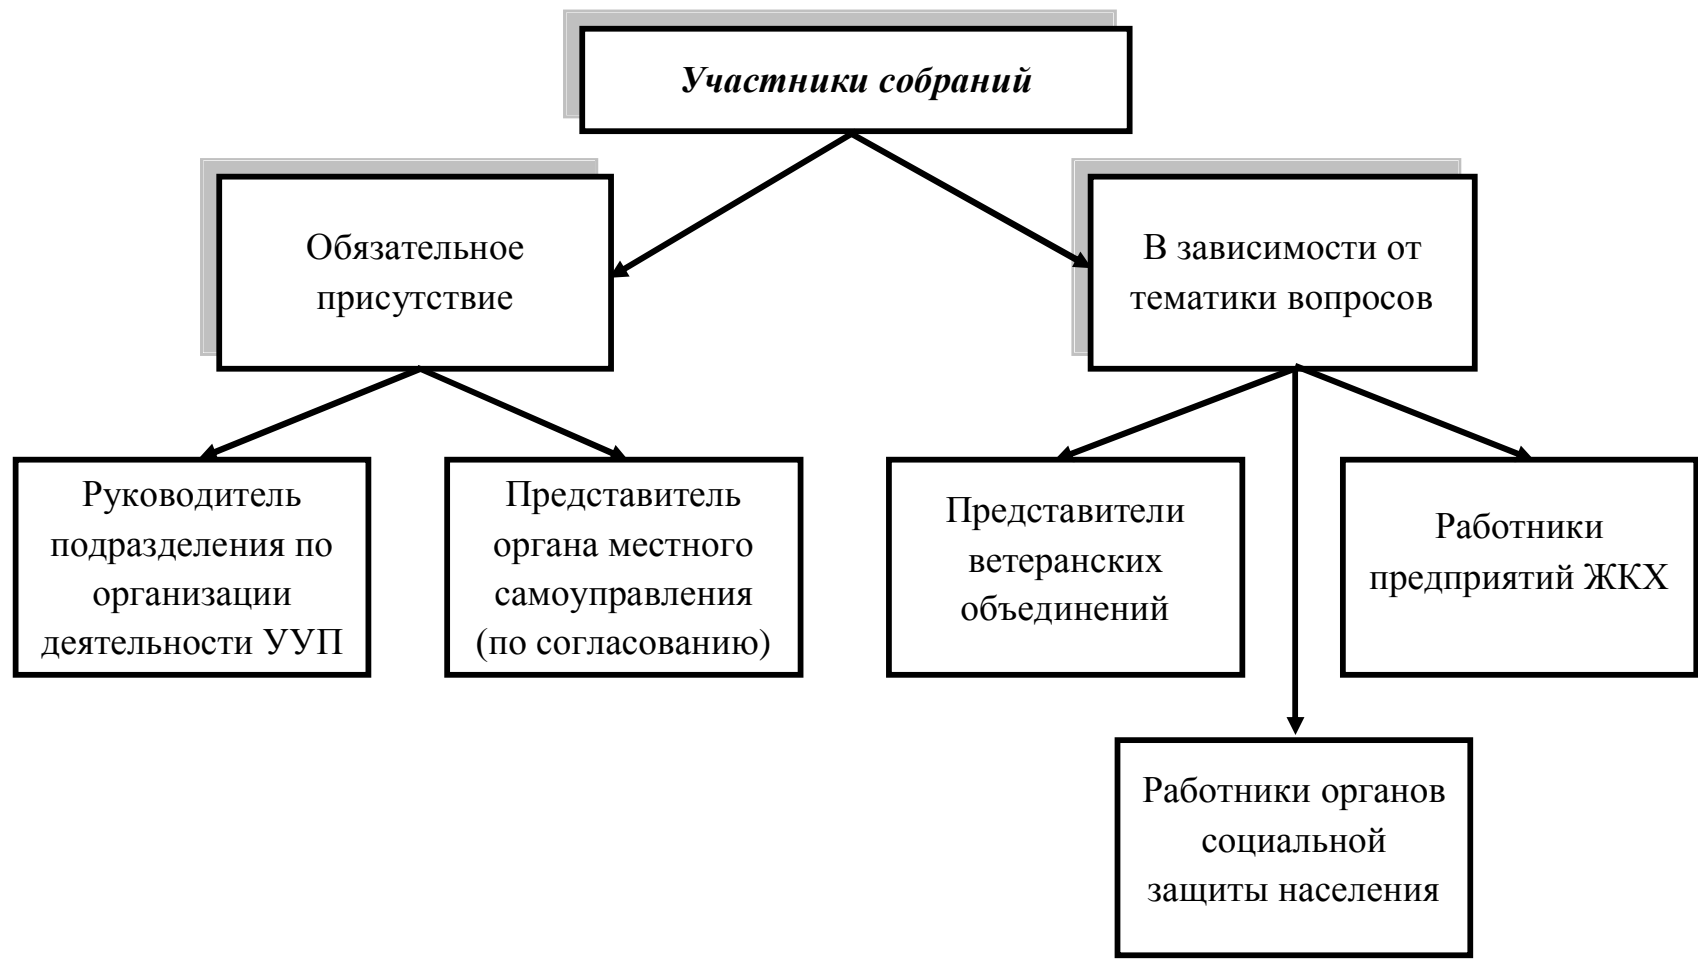 Участники собраний
Обязательное
присутствие
В зависимости от
тематики вопросов
Руководитель
подразделения по
организации
деятельности УУП
Представитель
органа местного
самоуправления
(по согласованию)
Представители
ветеранских
объединений
Работники
предприятий ЖКХ
Работники органов
социальной
защиты населения